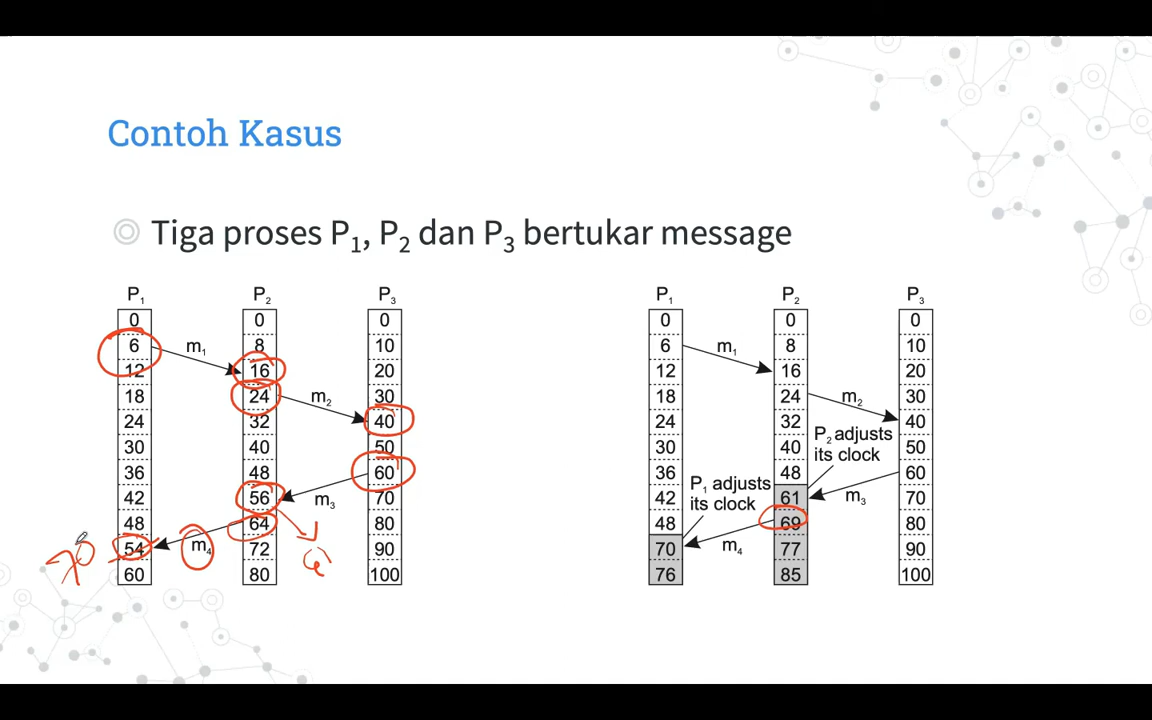 Contoh Kasus
Tiga proses P₁, P₂ dan P₃ bertukar message
P₁ P₂ P₃ P₁ P₂ P₃
0 0 0 0 0 0
6 m₁ 8 10 6 m₁ 8 10
12 16 20 12 16 20
18 24 m₂ 30 18 24 m₂ 30
24 32 40 24 32 40
P₂ adjusts
30 40 50 30 40 its clock 50
36 48 60 36 48 60
P₁ adjusts
42 56 m₃ 70 42 its clock 61 m₃ 70
48 64 80 48 69 80
70 54 m₄ 72 90 70 m₄ 77 90
60 80 100 76 85 100